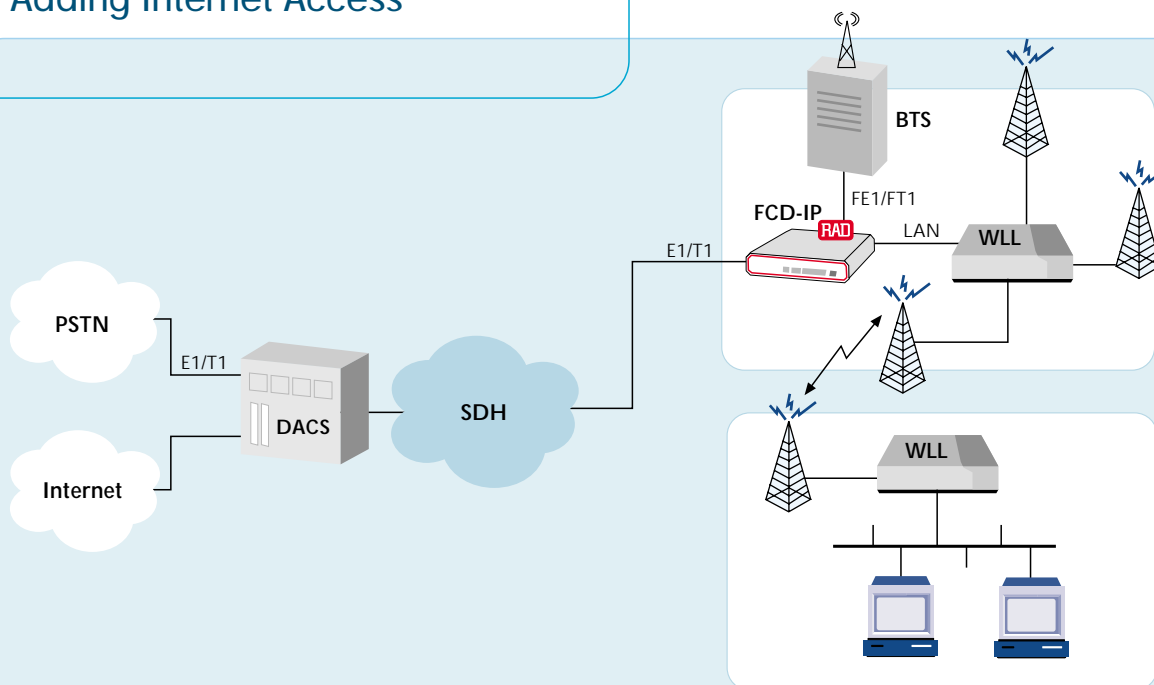 Adding Internet Access
BTS
FE1/FT1
FCD-IP
RAD
LAN
WLL
E1/T1
PSTN
E1/T1
DACS
SDH
Internet
WLL